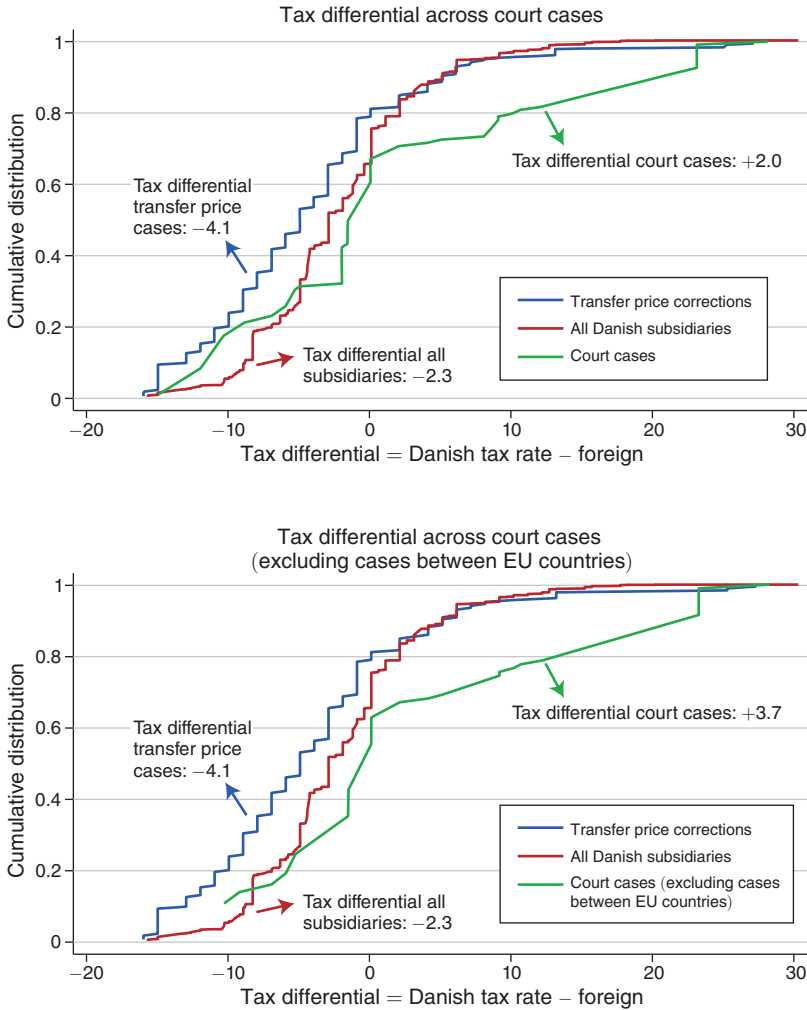 Tax differential across court cases
Cumulative distribution
1
0.8
0.6
0.4
0.2
0
Tax differential
transfer price
cases: −4.1
Tax differential court cases: +2.0
Tax differential all
subsidiaries: −2.3
Transfer price corrections
All Danish subsidiaries
Court cases
−20
−10
0
10
20
30
Tax differential = Danish tax rate − foreign
Tax differential across court cases
(excluding cases between EU countries)
Cumulative distribution
1
0.8
0.6
0.4
0.2
0
Tax differential
transfer price
cases: −4.1
Tax differential court cases: +3.7
Tax differential all
subsidiaries: −2.3
Transfer price corrections
All Danish subsidiaries
Court cases (excluding cases
between EU countries)
−20
−10
0
10
20
30
Tax differential = Danish tax rate − foreign